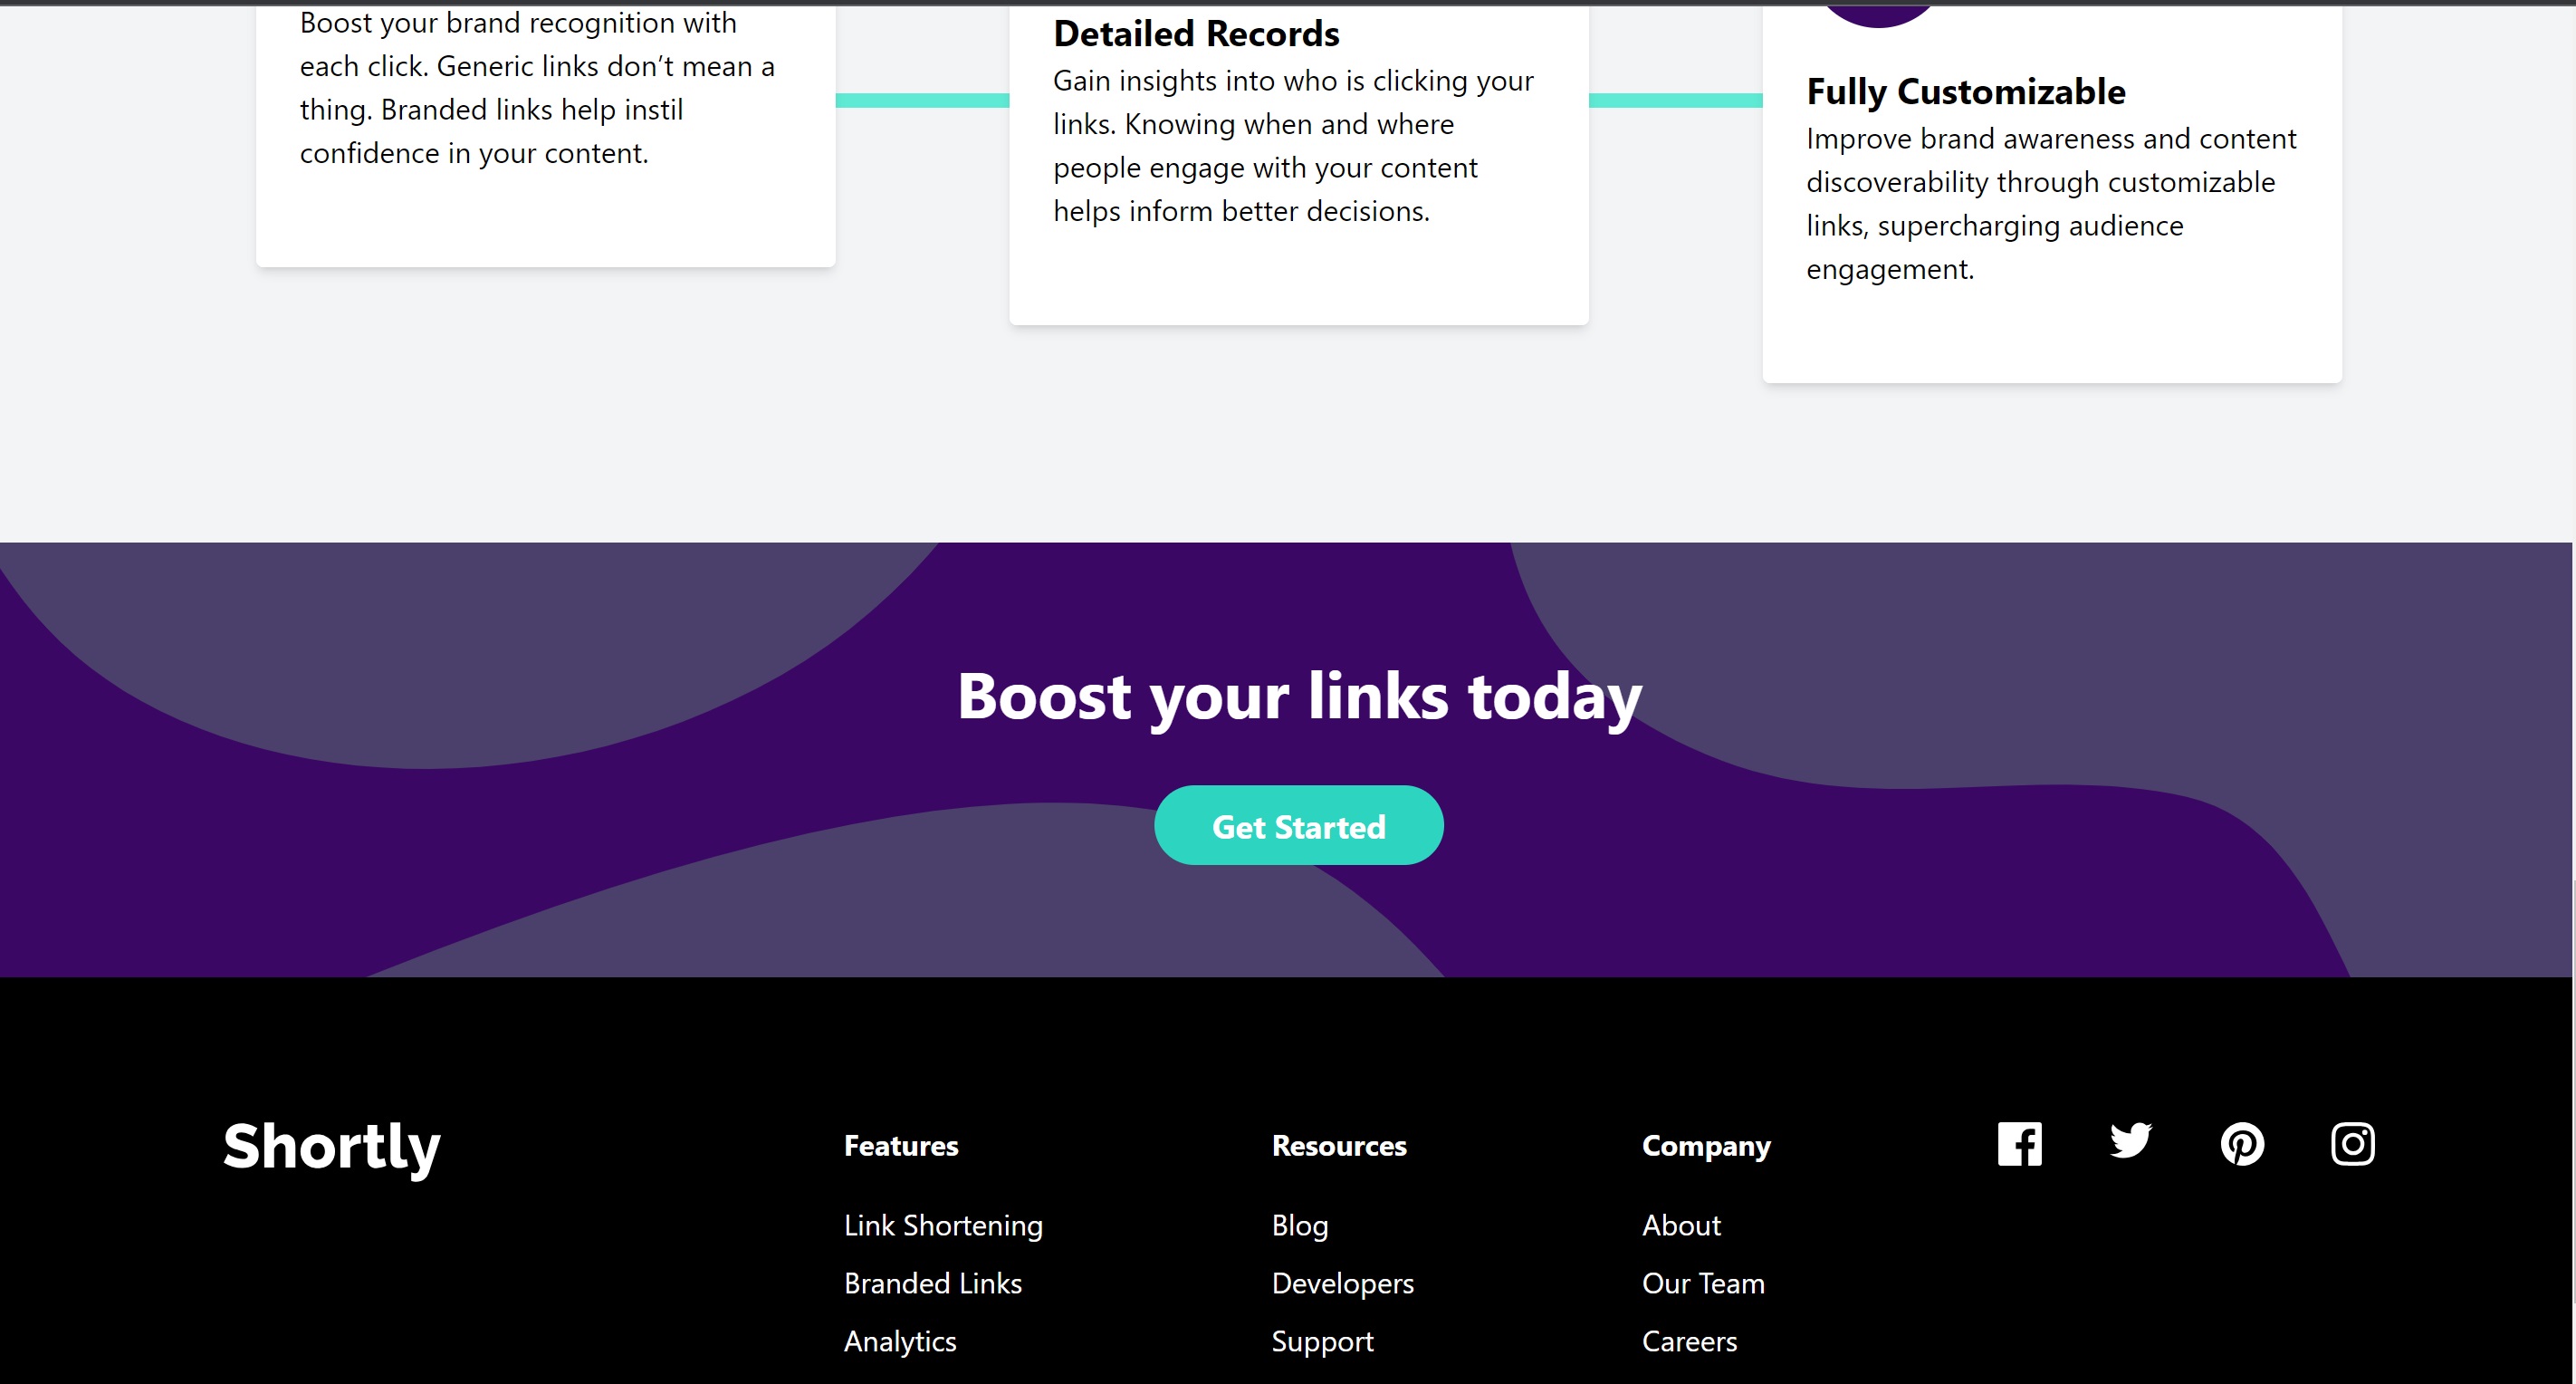 Boost your brand recognition with
each click. Generic links don’t mean a
thing. Branded links help instil
confidence in your content.
Detailed Records
Gain insights into who is clicking your
links. Knowing when and where
people engage with your content
helps inform better decisions.
Fully Customizable
Improve brand awareness and content
discoverability through customizable
links, supercharging audience
engagement.
Boost your links today
Get Started
Shortly
Features
Link Shortening
Branded Links
Analytics
Resources
Blog
Developers
Support
Company
About
Our Team
Careers